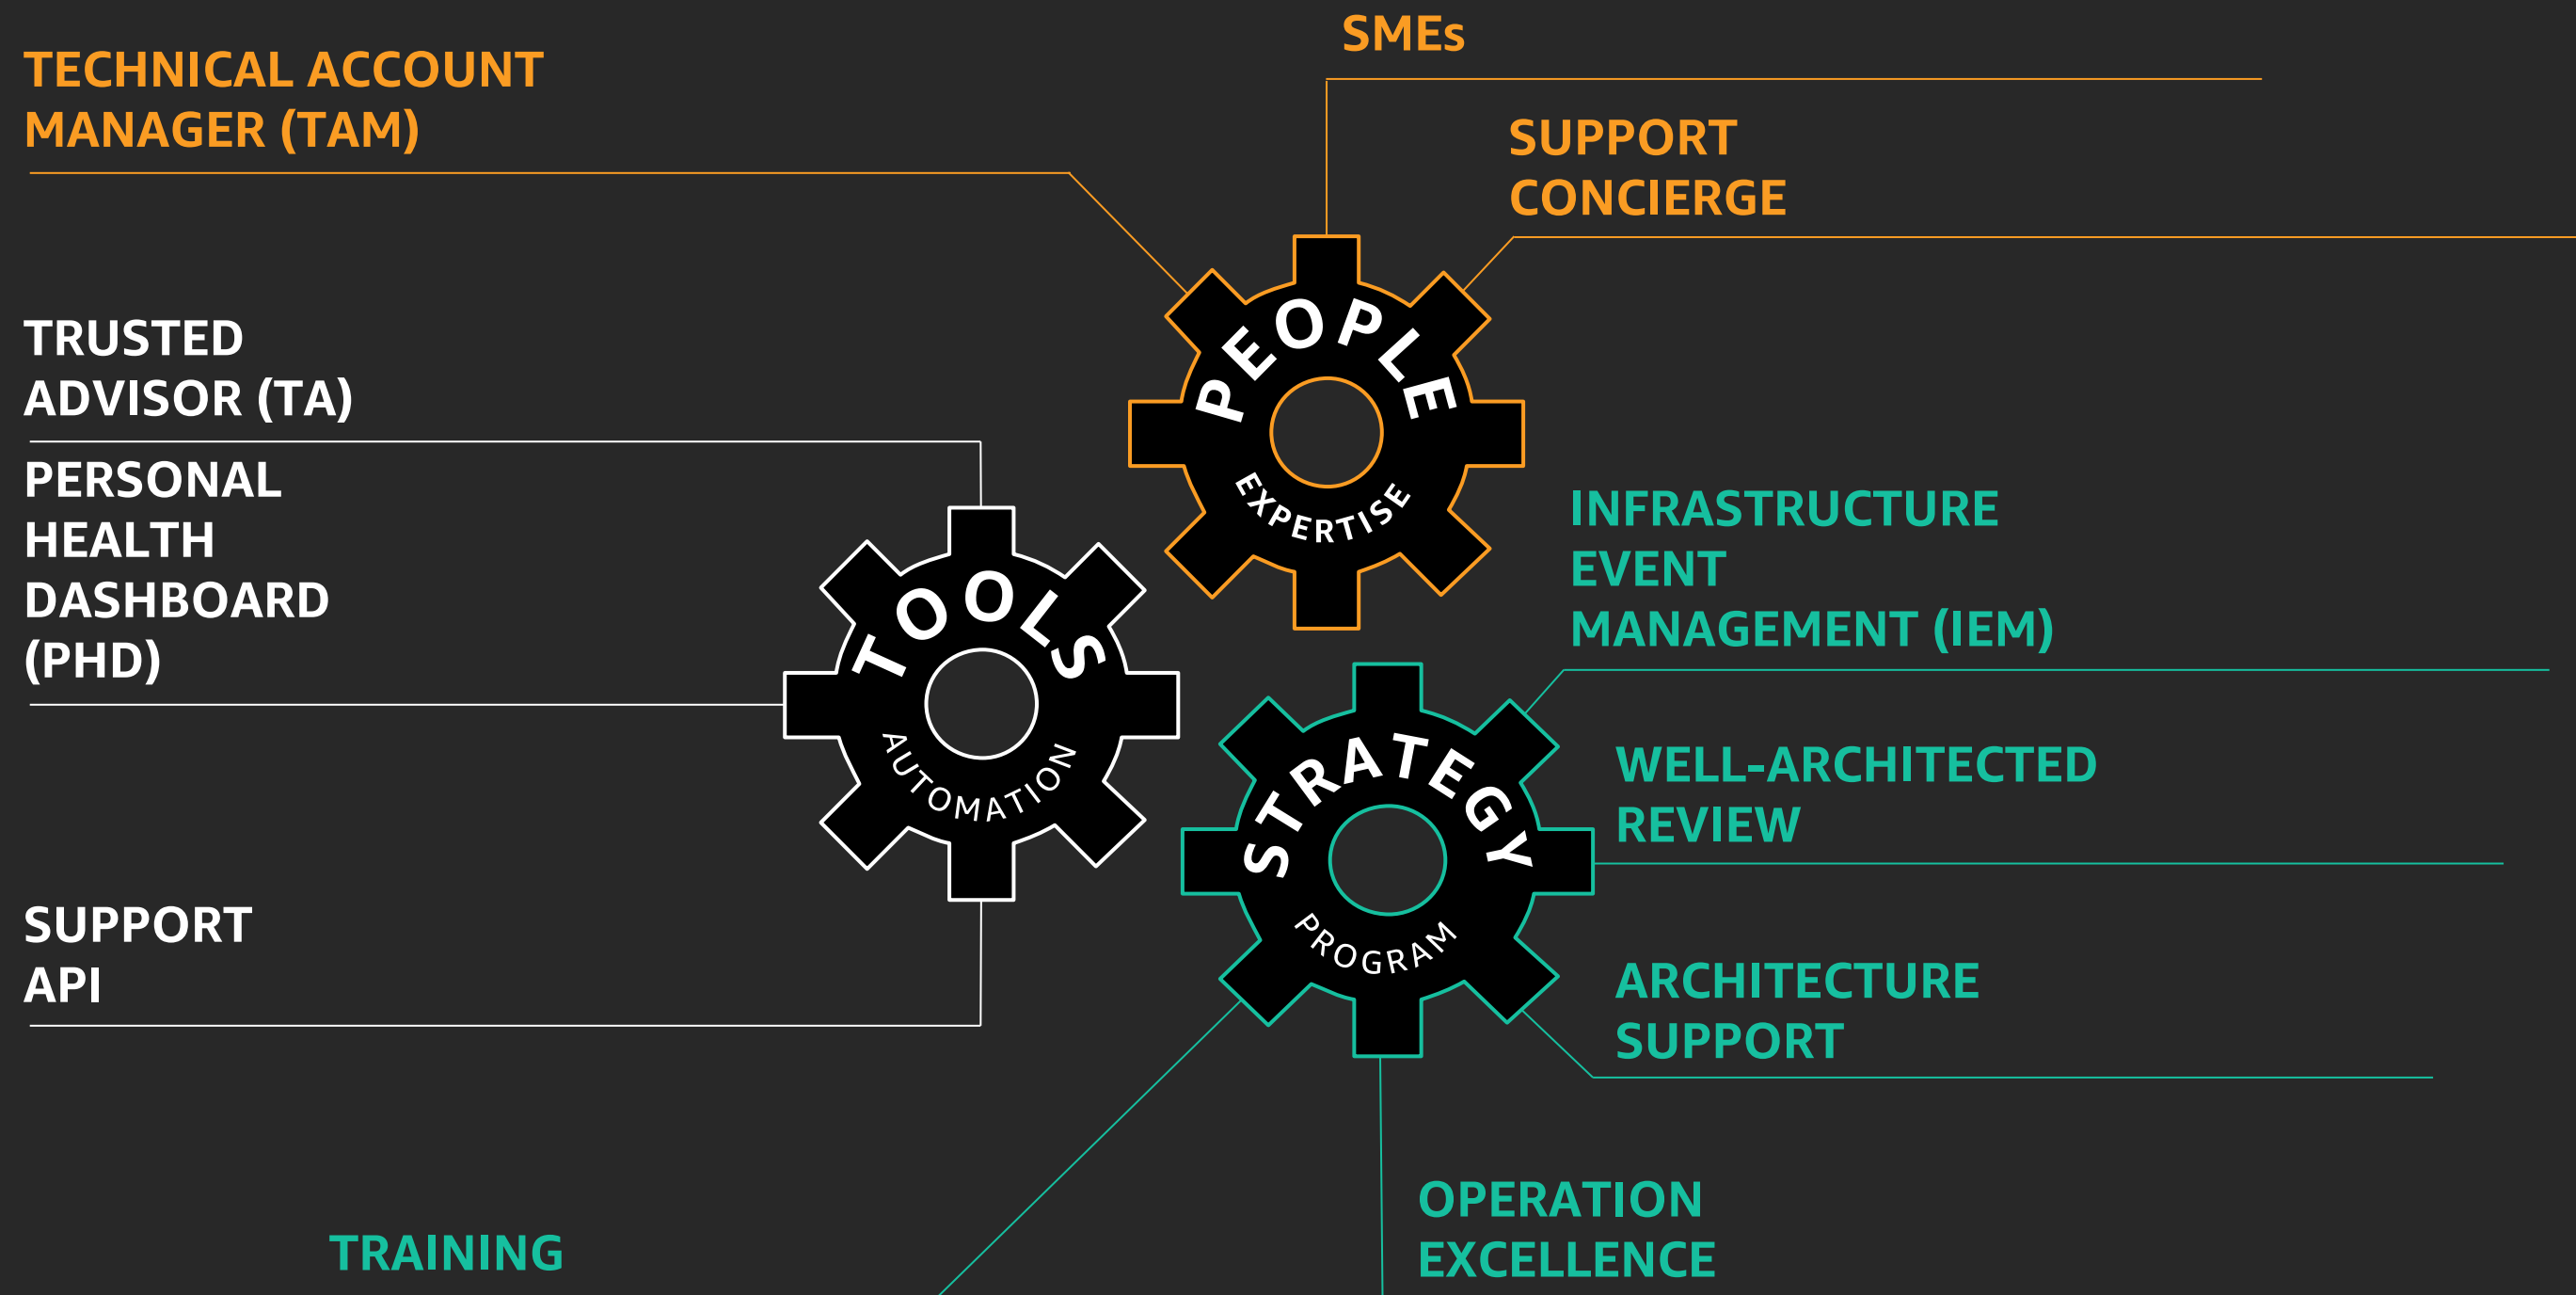 SMEs
TECHNICAL ACCOUNT
MANAGER (TAM)
SUPPORT
CONCIERGE
PEOPLE
EXPERTISE
TRUSTED
ADVISOR (TA)
PERSONAL
HEALTH
DASHBOARD
(PHD)
TOOLS
AUTOMATION
SUPPORT
API
INFRASTRUCTURE
EVENT
MANAGEMENT (IEM)
STRATEGY
PROGRAM
WELL-ARCHITECTED
REVIEW
ARCHITECTURE
SUPPORT
OPERATION
EXCELLENCE
TRAINING